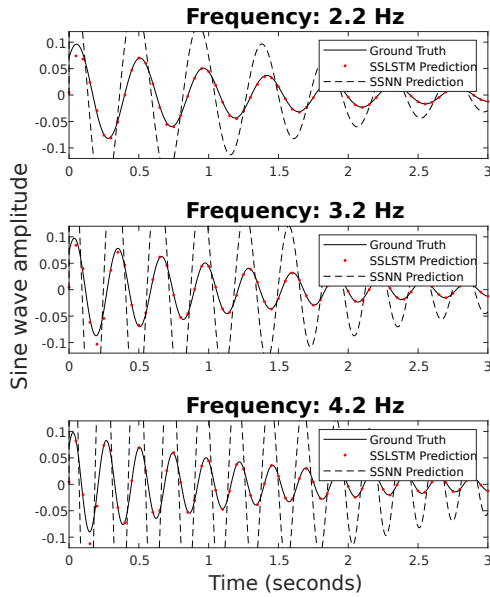 Frequency: 2.2 Hz
0.1
0.05
0
-0.05
-0.1
Ground Truth
SSLSTM Prediction
SSNN Prediction
0 0.5 1 1.5 2 2.5 3
Frequency: 3.2 Hz
0.1
0.05
0
-0.05
-0.1
Ground Truth
SSLSTM Prediction
SSNN Prediction
0 0.5 1 1.5 2 2.5 3
Sine wave amplitude
Frequency: 4.2 Hz
0.1
0.05
0
-0.05
-0.1
Ground Truth
SSLSTM Prediction
SSNN Prediction
0 0.5 1 1.5 2 2.5 3
Time (seconds)